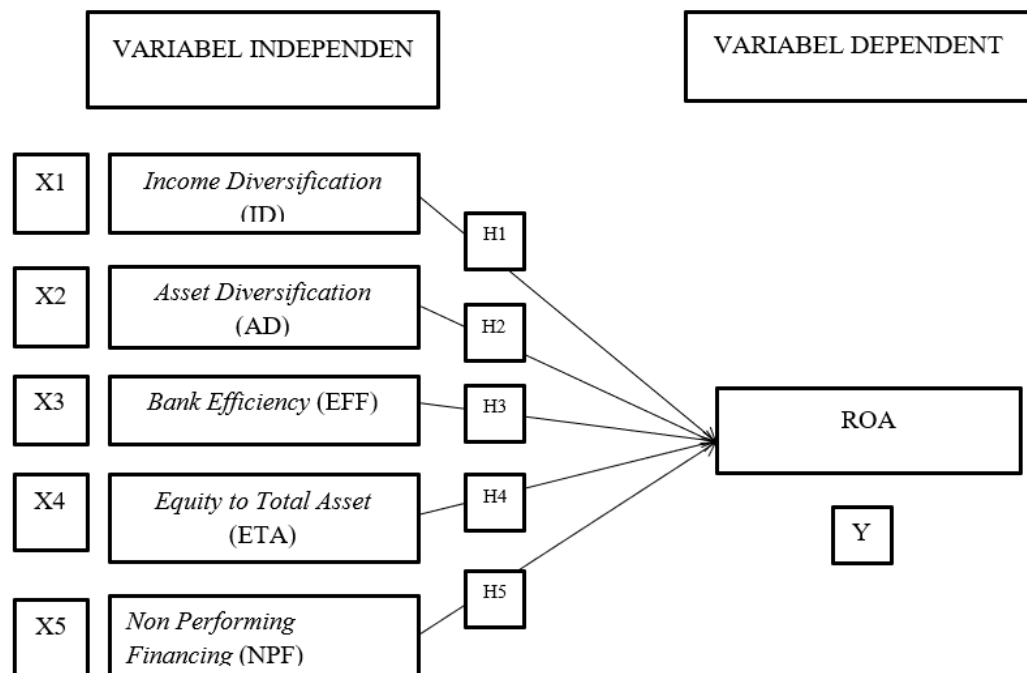 VARIABEL INDEPENDEN
VARIABEL DEPENDENT
X1
Income Diversification
(ID)
H1
X2
Asset Diversification
(AD)
H2
X3
Bank Efficiency (EFF)
H3
ROA
X4
Equity to Total Asset
(ETA)
H4
Y
X5
Non Performing
Financing (NPF)
H5